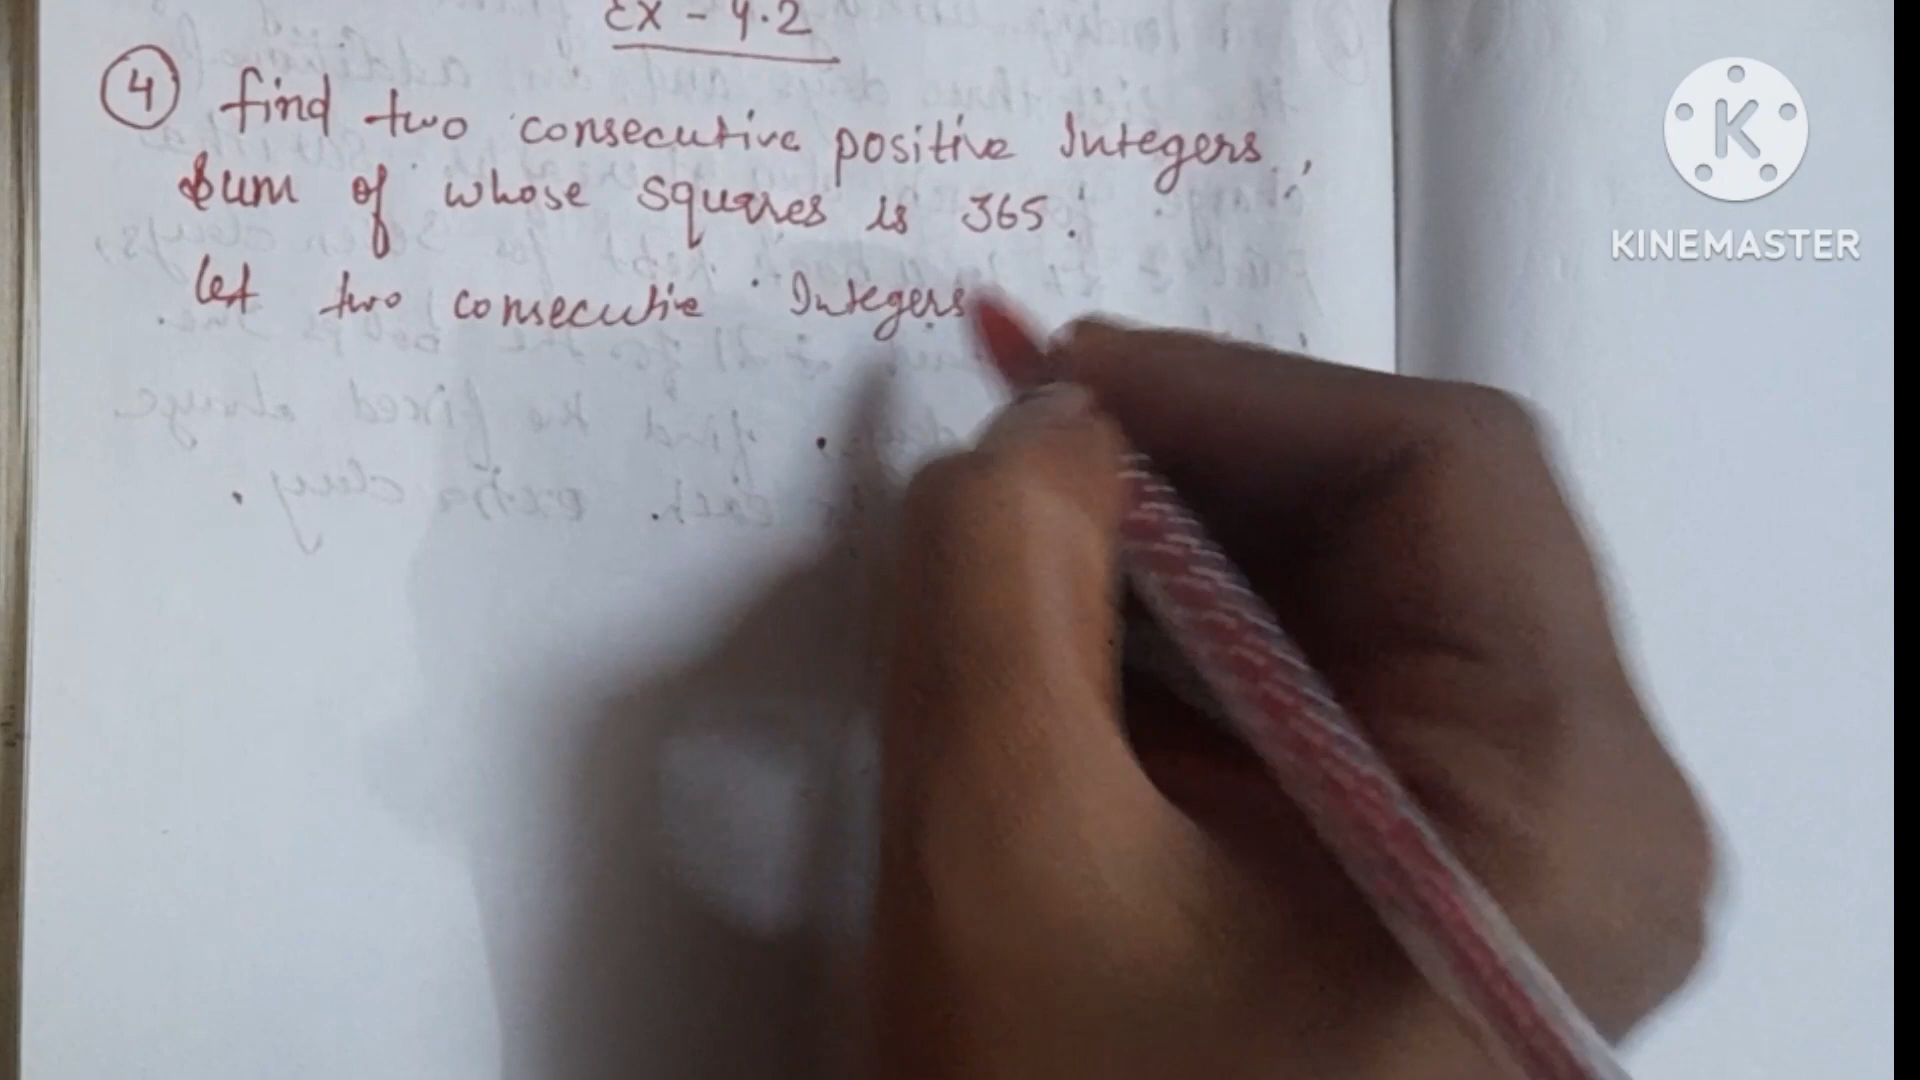 Ex - 4.2
④ find two consecutive positive Integers,
Sum of whose squares is 365.
let two consecutie Integers
KINEMASTER